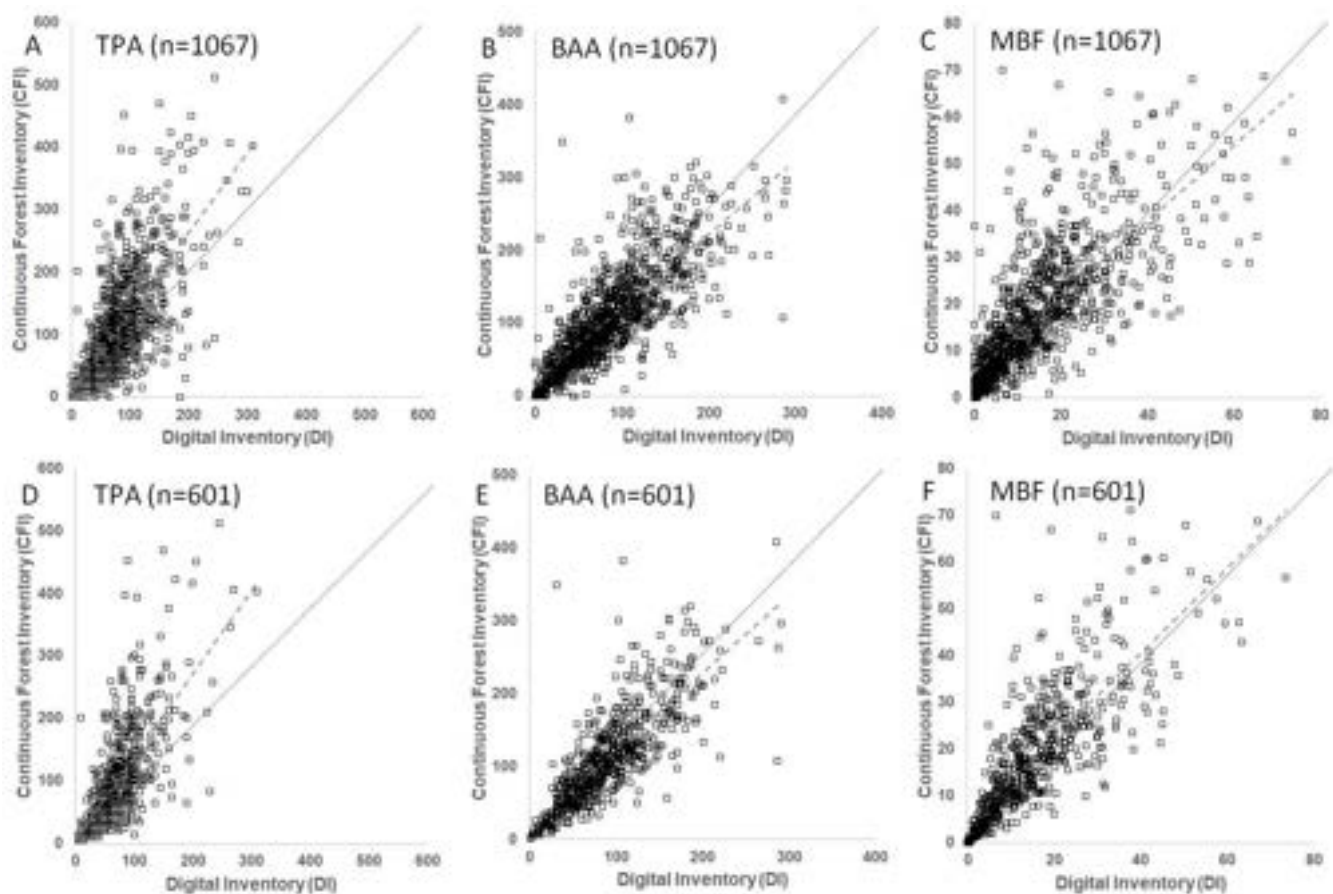 A TPA (n=1067)
Continuous Forest Inventory (CFI)
600
500
400
300
200
100
0
0 100 200 300 400 500 600
Digital Inventory (DI)
B BAA (n=1067)
Continuous Forest Inventory (CFI)
500
400
300
200
100
0
0 100 200 300 400
Digital Inventory (DI)
C MBF (n=1067)
Continuous Forest Inventory (CFI)
80
70
60
50
40
30
20
10
0
0 20 40 60 80
Digital Inventory (DI)
D TPA (n=601)
Continuous Forest Inventory (CFI)
600
500
400
300
200
100
0
0 100 200 300 400 500 600
Digital Inventory (DI)
E BAA (n=601)
Continuous Forest Inventory (CFI)
500
400
300
200
100
0
0 100 200 300 400
Digital Inventory (DI)
F MBF (n=601)
Continuous Forest Inventory (CFI)
80
70
60
50
40
30
20
10
0
0 20 40 60 80
Digital Inventory (DI)